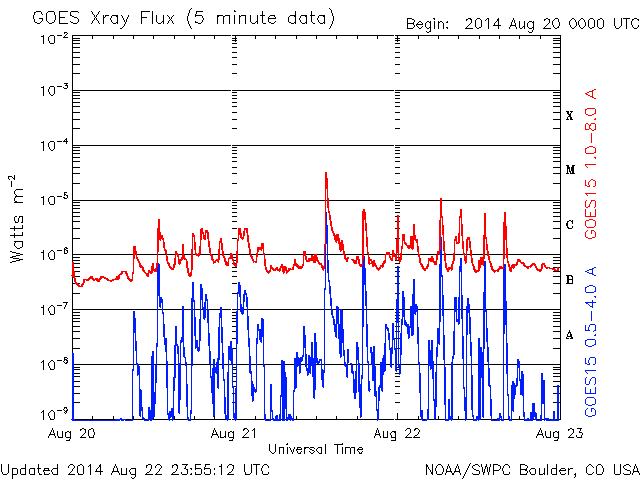 GOES Xray Flux (5 minute data)
Begin: 2014 Aug 20 0000 UTC
10⁻²
10⁻³
10⁻⁴
10⁻⁵
10⁻⁶
10⁻⁷
10⁻⁸
10⁻⁹
Watts m⁻²
X
M
C
B
A
GOES15 1.0-8.0 A
GOES15 0.5-4.0 A
Aug 20
Aug 21
Aug 22
Aug 23
Universal Time
Updated 2014 Aug 22 23:55:12 UTC
NOAA/SWPC Boulder, CO USA